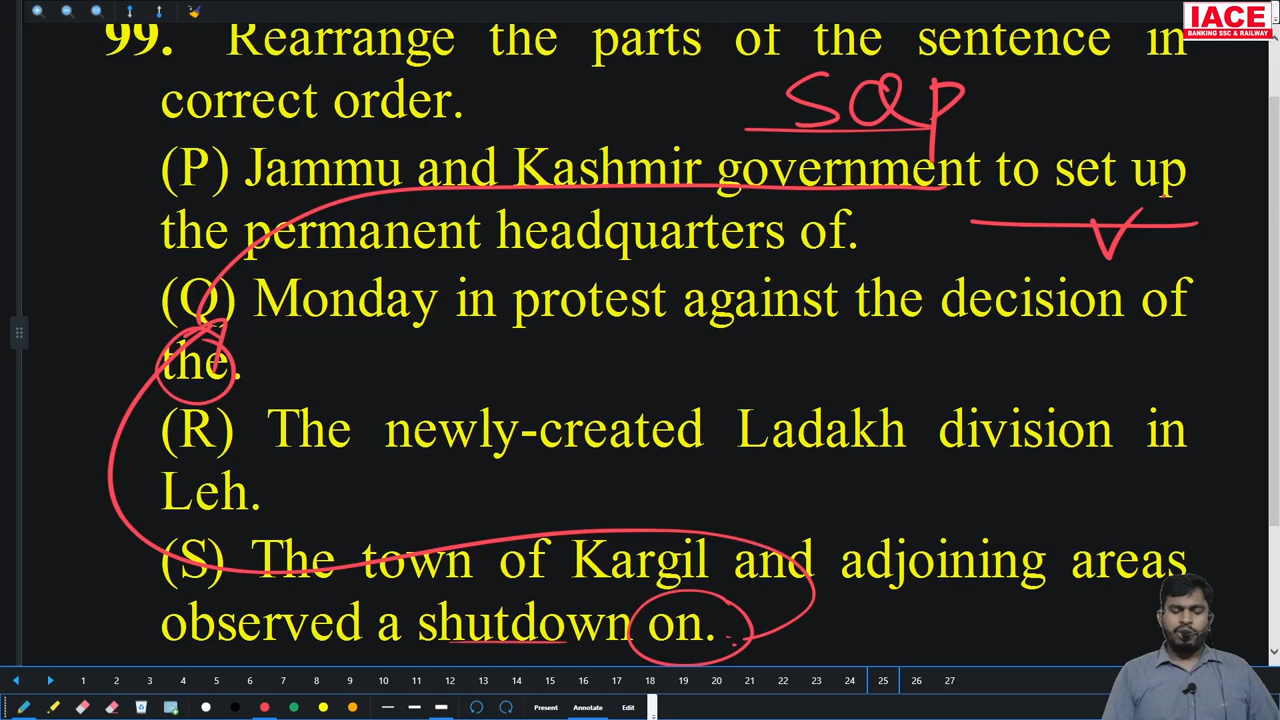 IACE
BANKING SSC & RAILWAY
99. Rearrange the parts of the sentence in
correct order.
SQP
(P) Jammu and Kashmir government to set up
the permanent headquarters of.
(Q) Monday in protest against the decision of
the.
(R) The newly-created Ladakh division in
Leh.
(S) The town of Kargil and adjoining areas
observed a shutdown on.
1 2 3 4 5 6 7 8 9 10 11 12 13 14 15 16 17 18 19 20 21 22 23 24 25 26 27
Present Annotate Edit